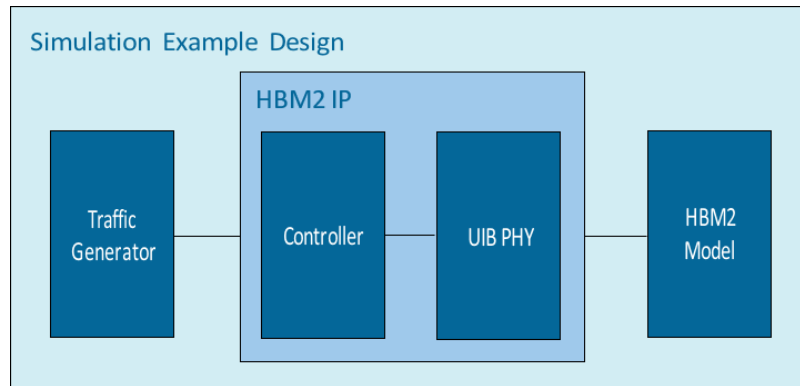 Simulation Example Design
HBM2 IP
Traffic
Generator
Controller
UIB PHY
HBM2
Model